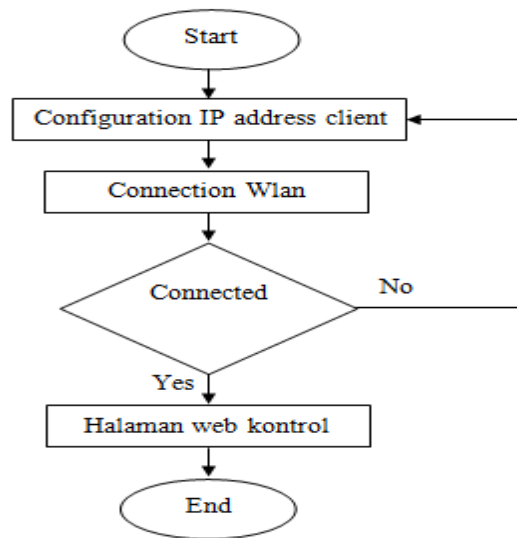 Start
Configuration IP address client
Connection Wlan
Connected
No
Yes
Halaman web kontrol
End